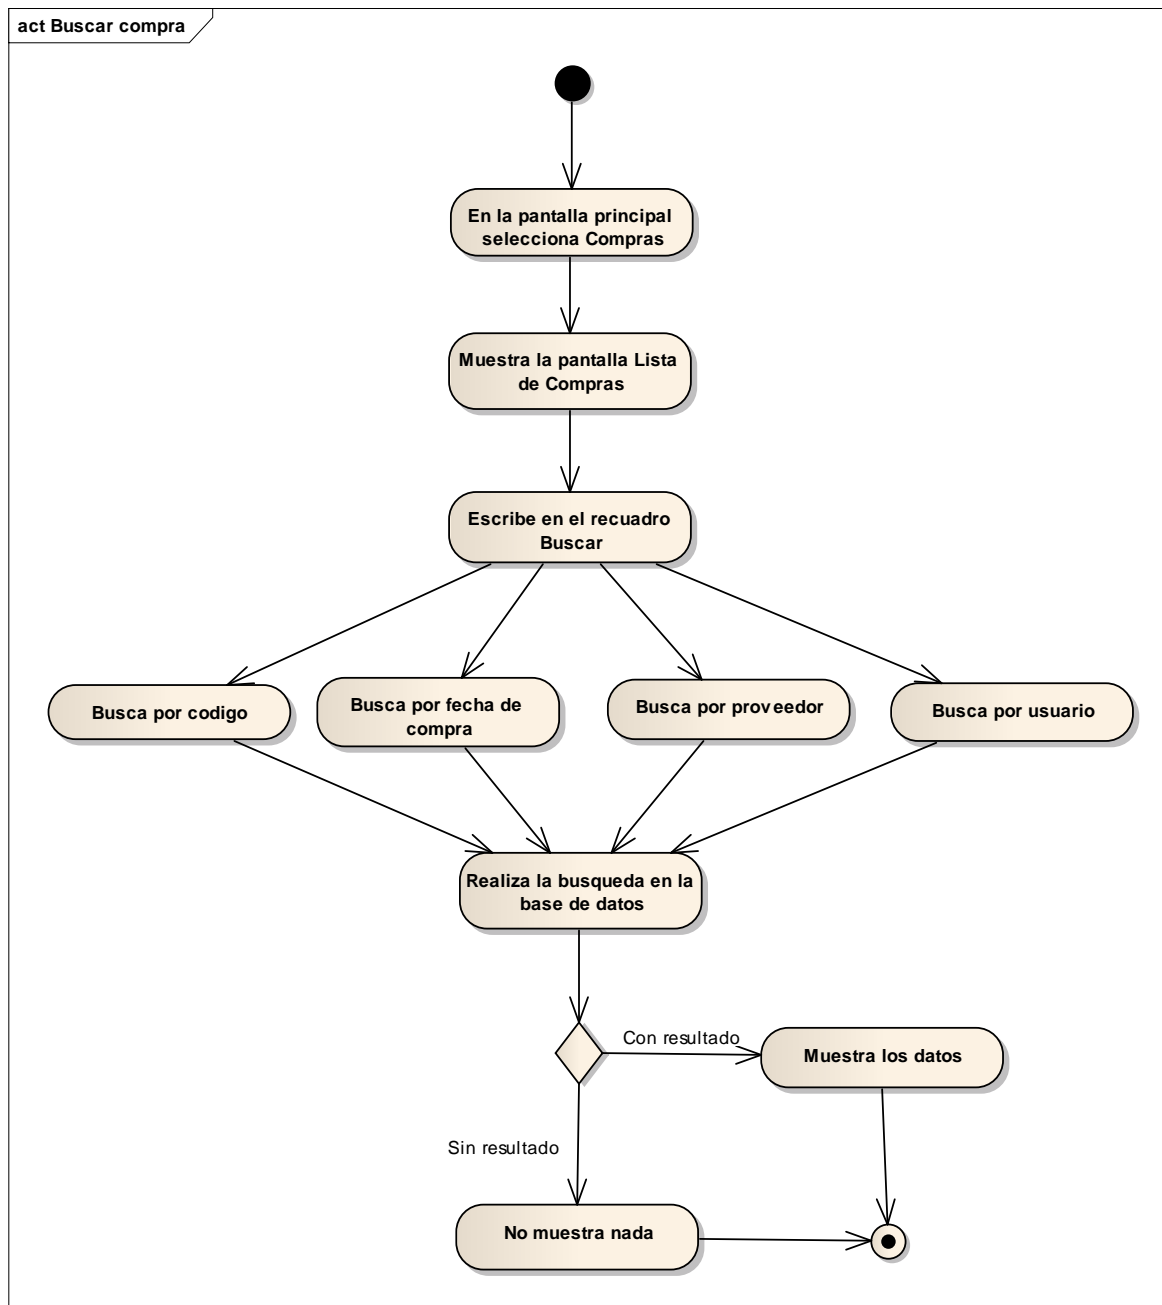 act Buscar compra
En la pantalla principal
selecciona Compras
Muestra la pantalla Lista
de Compras
Escribe en el recuadro
Buscar
Busca por codigo
Busca por fecha de
compra
Busca por proveedor
Busca por usuario
Realiza la busqueda en la
base de datos
Con resultado
Muestra los datos
Sin resultado
No muestra nada